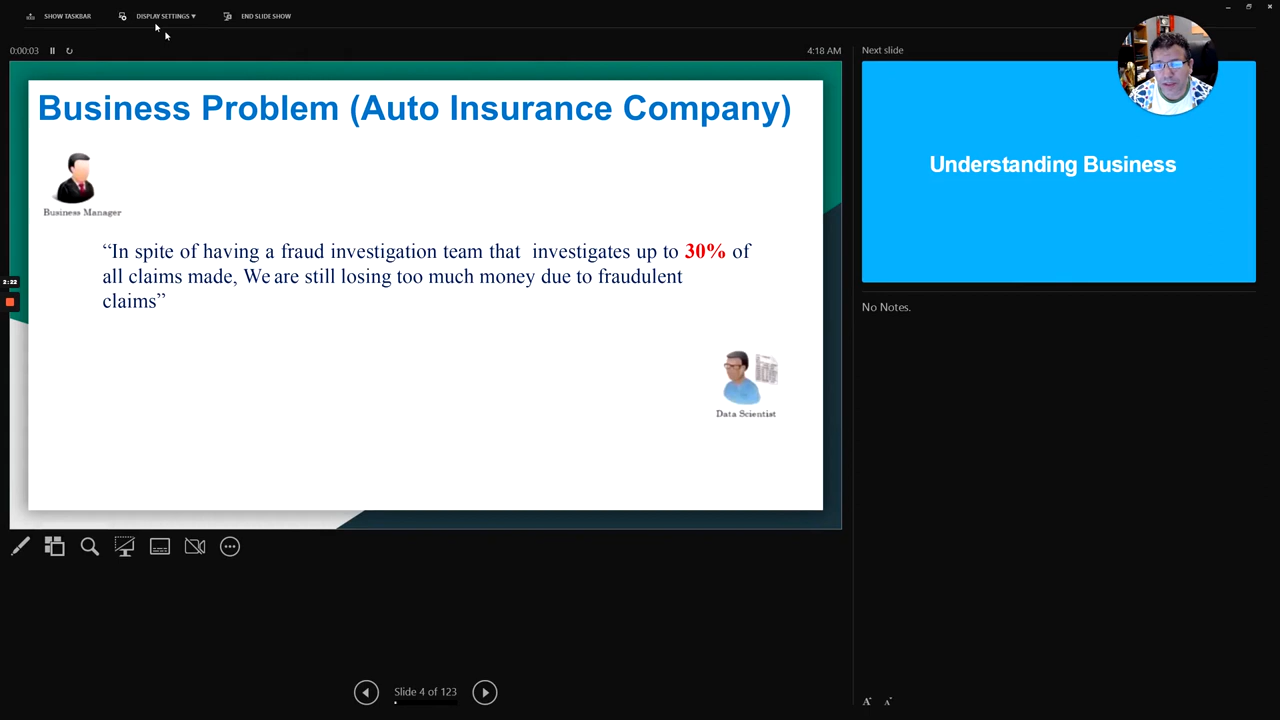 SHOW TASKBAR
DISPLAY SETTINGS ▼
END SLIDE SHOW
0:00:03
4:18 AM
Next slide
Business Problem (Auto Insurance Company)
Business Manager
“In spite of having a fraud investigation team that investigates up to 30% of
all claims made, We are still losing too much money due to fraudulent
claims”
Data Scientist
2:22
Understanding Business
No Notes.
Slide 4 of 123
A A